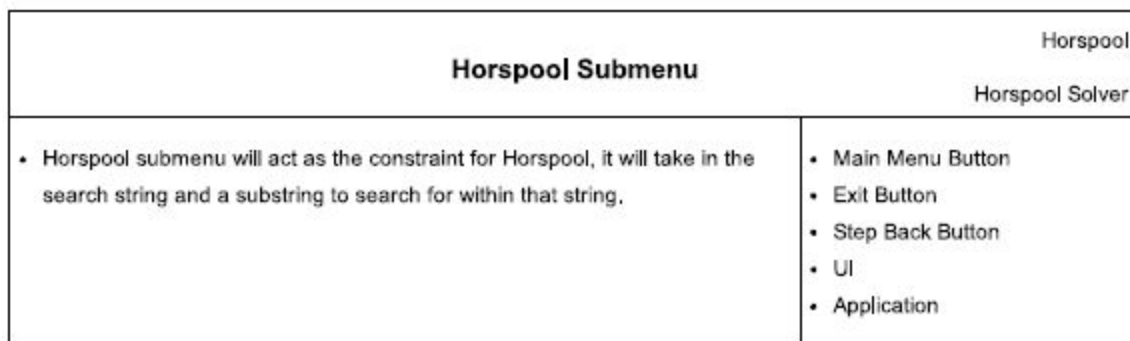 Horspool
Horspool Submenu
Horspool Solver
• Horspool submenu will act as the constraint for Horspool, it will take in the
search string and a substring to search for within that string.
• Main Menu Button
• Exit Button
• Step Back Button
• UI
• Application